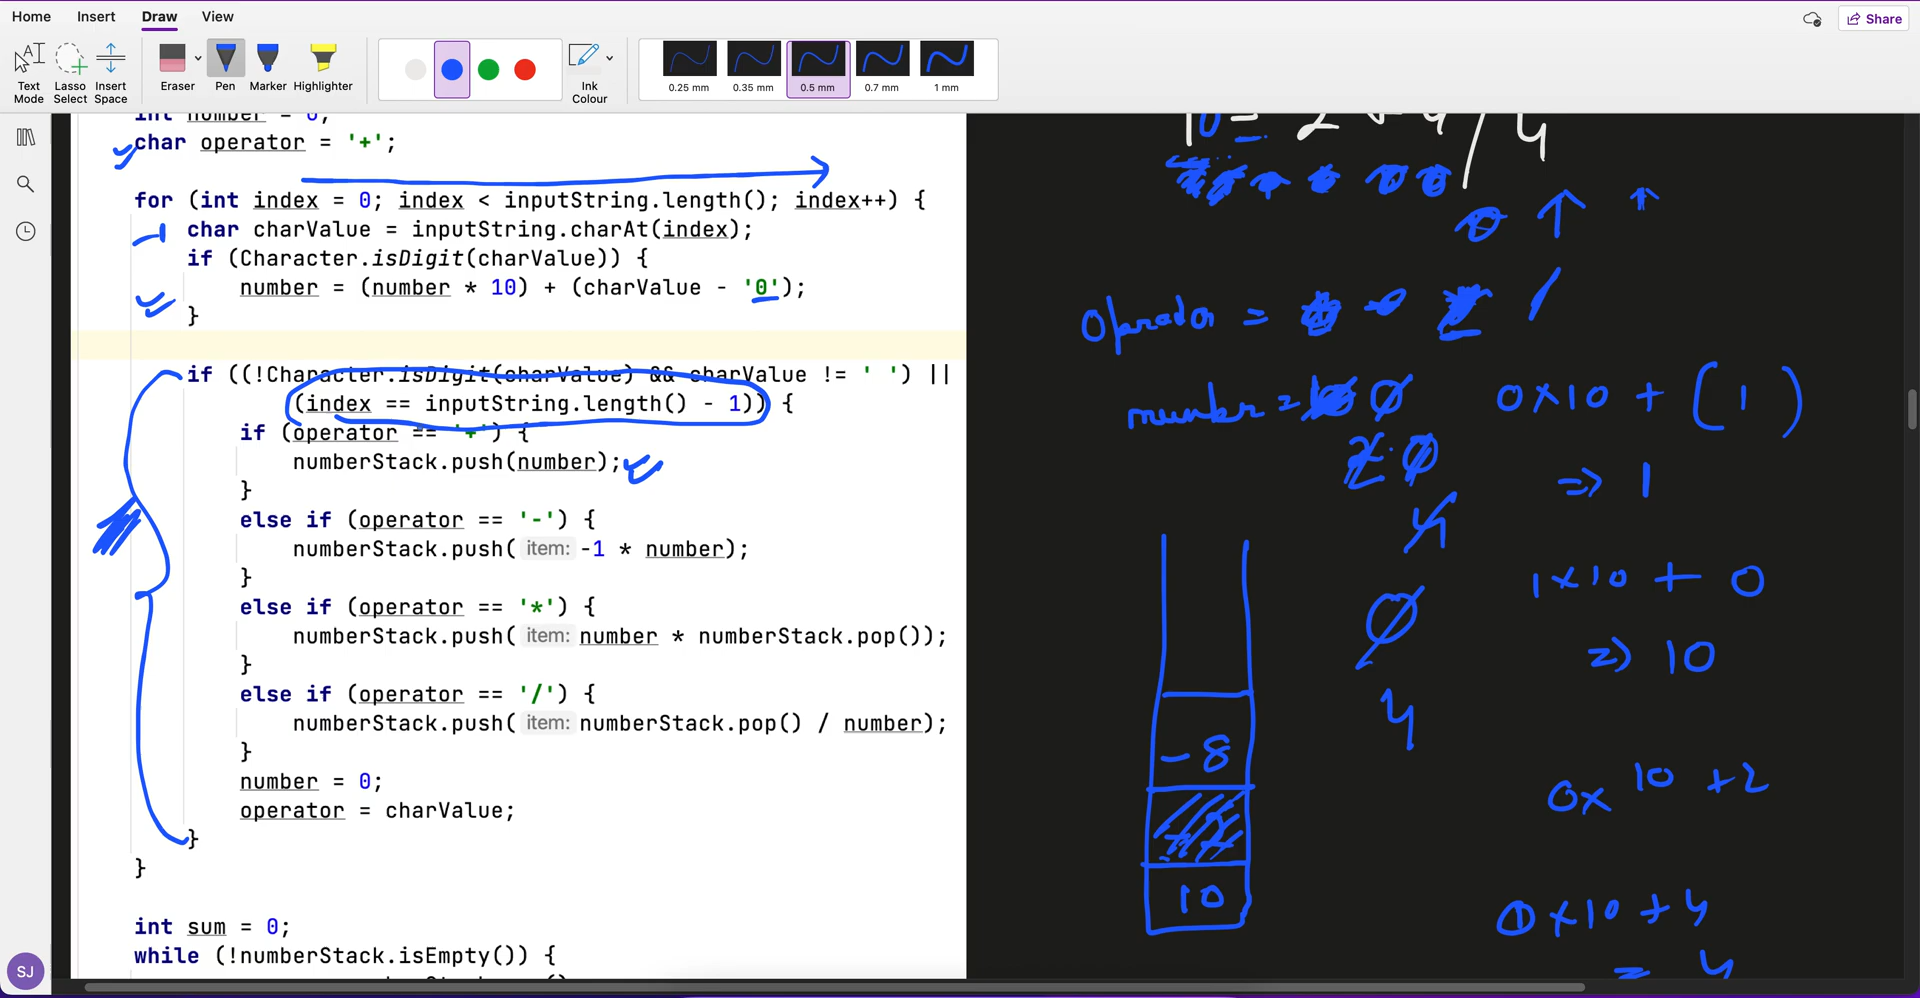 Home Insert Draw View
Share
Text Mode
Lasso Select
Insert Space
Eraser
Pen
Marker
Highlighter
Ink Colour
0.25 mm
0.35 mm
0.5 mm
0.7 mm
1 mm
int number = 0;
char operator = '+';
for (int index = 0; index < inputString.length(); index++) {
char charValue = inputString.charAt(index);
if (Character.isDigit(charValue)) {
number = (number * 10) + (charValue - '0');
}
if ((!Character.isDigit(charValue) && charValue != ' ') ||
(index == inputString.length() - 1)) {
if (operator == '+') {
numberStack.push(number);
}
else if (operator == '-') {
numberStack.push( item: -1 * number);
}
else if (operator == '*') {
numberStack.push( item: number * numberStack.pop());
}
else if (operator == '/') {
numberStack.push( item: numberStack.pop() / number);
}
number = 0;
operator = charValue;
}
}
int sum = 0;
while (!numberStack.isEmpty()) {
SJ
/ 4
Operator =
number =
0x10 + (1)
=> 1
1x10 + 0
=> 10
4
0x10 +2
-8
10
0x10 + 4
= 4